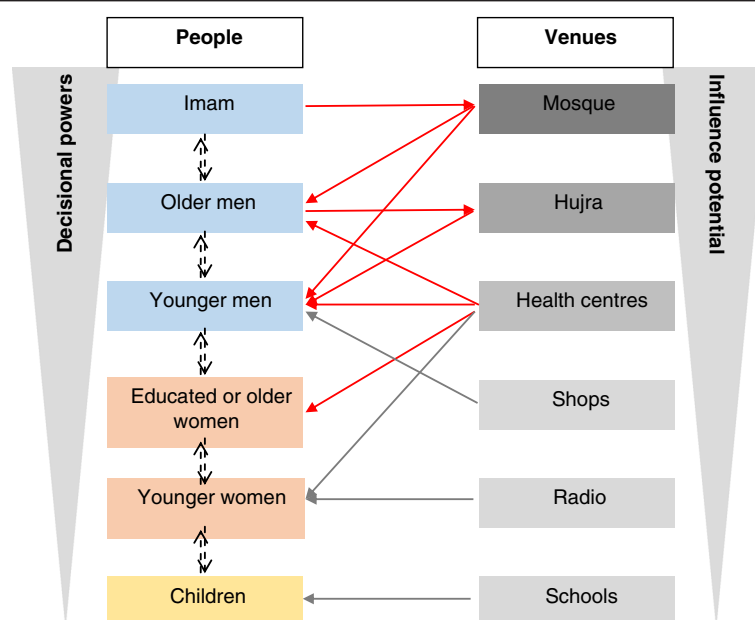 People
Venues
Decisional powers
Influence potential
Imam
Mosque
Older men
Hujra
Younger men
Health centres
Educated or older
women
Shops
Younger women
Radio
Children
Schools